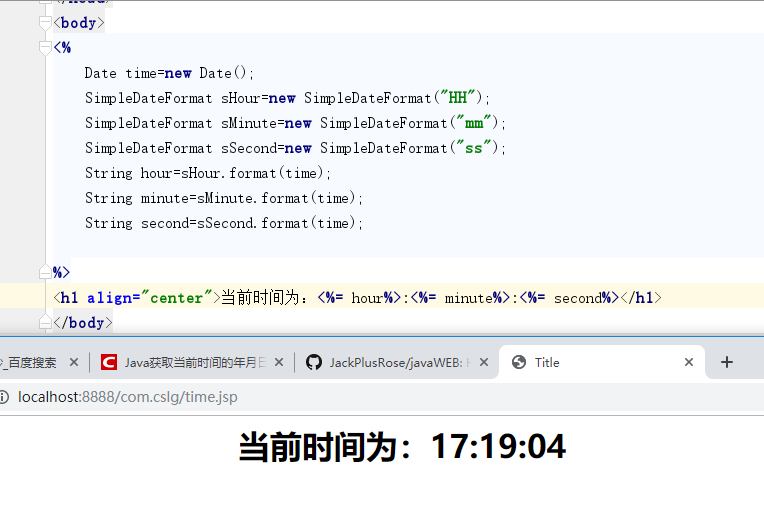 <body>
<%
Date time=new Date();
SimpleDateFormat sHour=new SimpleDateFormat("HH");
SimpleDateFormat sMinute=new SimpleDateFormat("mm");
SimpleDateFormat sSecond=new SimpleDateFormat("ss");
String hour=sHour.format(time);
String minute=sMinute.format(time);
String second=sSecond.format(time);
%>
<h1 align="center">当前时间为：<%= hour%>:<%= minute%>:<%= second%></h1>
</body>
_百度搜索 Java获取当前时间的年月 JackPlusRose/javaWEB: Title
localhost:8888/com.cslg/time.jsp
当前时间为：17:19:04